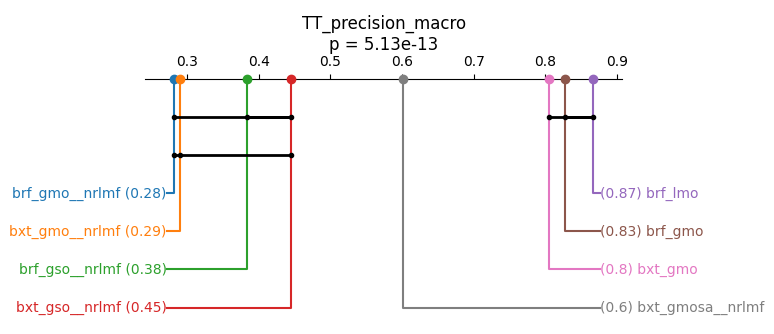 TT_precision_macro
p = 5.13e-13
0.3 0.4 0.5 0.6 0.7 0.8 0.9
brf_gmo__nrlmf (0.28) (0.87) brf_lmo
bxt_gmo__nrlmf (0.29) (0.83) brf_gmo
brf_gso__nrlmf (0.38) (0.8) bxt_gmo
bxt_gso__nrlmf (0.45) (0.6) bxt_gmosa__nrlmf